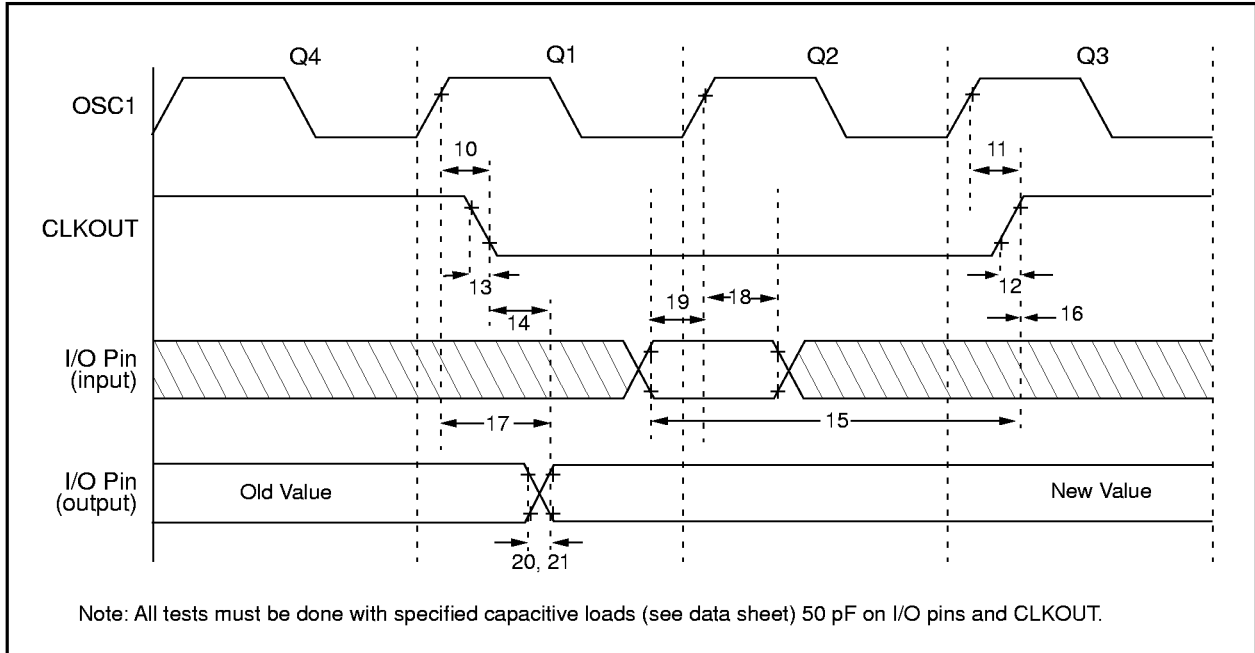 Q4 Q1 Q2 Q3
OSC1
10 11
CLKOUT
13 12
19 18
14 16
I/O Pin
(input)
17 15
I/O Pin
(output)
Old Value New Value
20, 21
Note: All tests must be done with specified capacitive loads (see data sheet) 50 pF on I/O pins and CLKOUT.